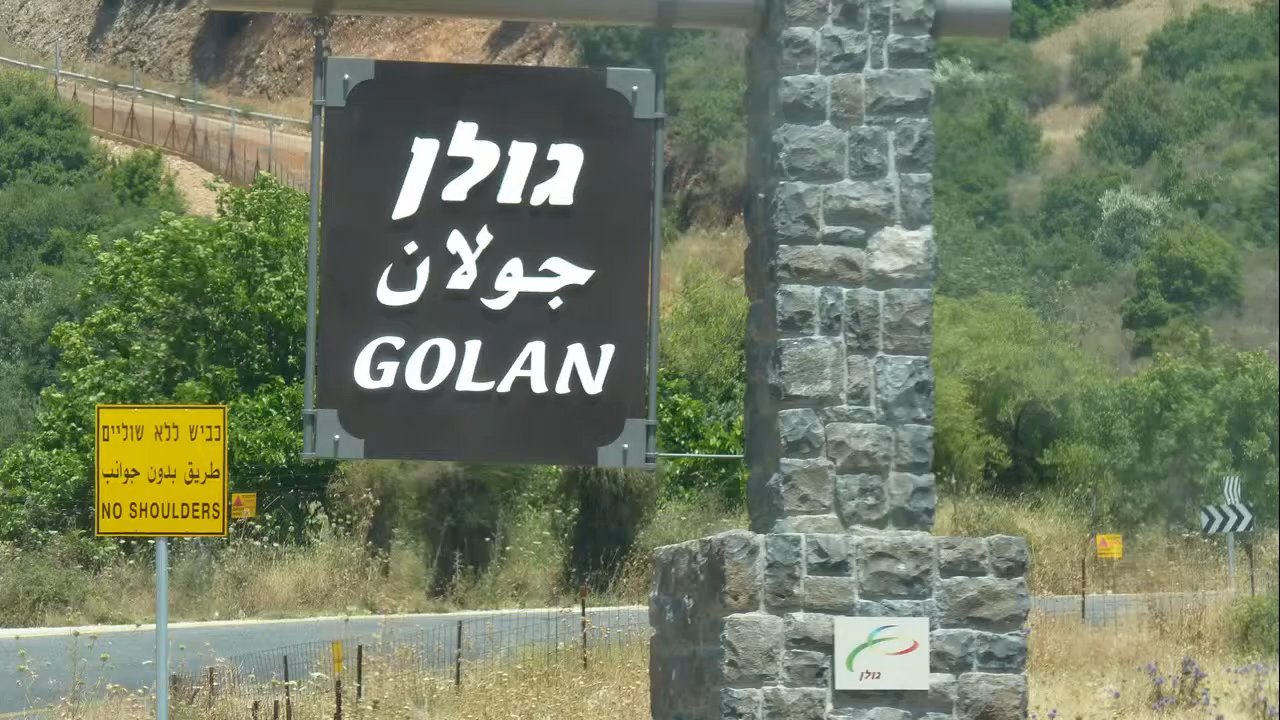 גולן
جولان
GOLAN
כביש ללא שוליים
طريق بدون جوانب
NO SHOULDERS
גולן